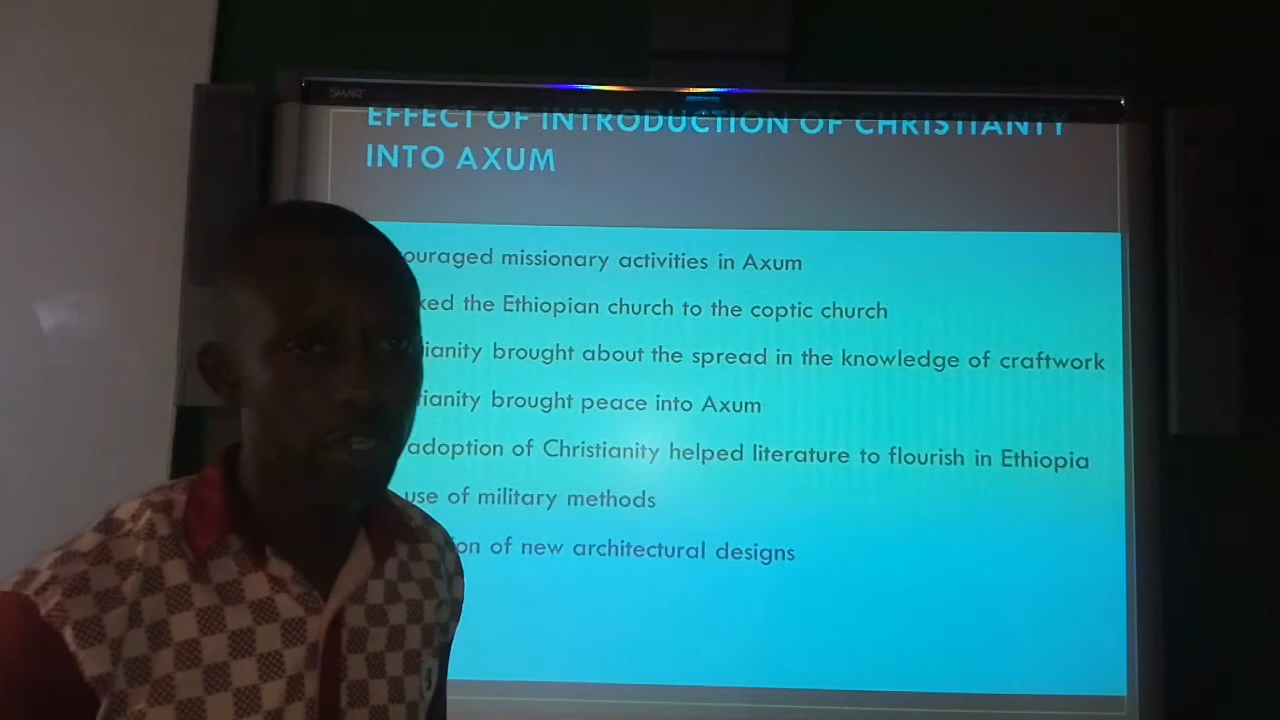 SMART
EFFECT OF INTRODUCTION OF CHRISTIANTY
INTO AXUM
ouraged missionary activities in Axum
ked the Ethiopian church to the coptic church
ianity brought about the spread in the knowledge of craftwork
tianity brought peace into Axum
adoption of Christianity helped literature to flourish in Ethiopia
use of military methods
on of new architectural designs